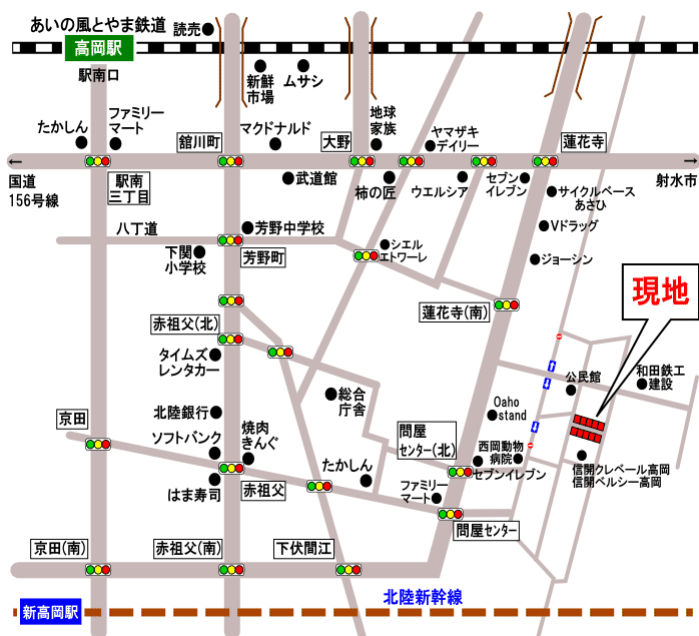 あいの風とやま鉄道
読売
高岡駅
駅南口
新鮮
市場
ムサシ
たかしん
ファミリー
マート
舘川町
マクドナルド
大野
地球
家族
ヤマザキ
デイリー
蓮花寺
←
→
国道
156号線
駅南
三丁目
武道館
柿の匠
ウエルシア
セブン
イレブン
サイクルベース
あさひ
射水市
八丁道
芳野中学校
Vドラッグ
下関
小学校
芳野町
シエル
エトワーレ
ジョーシン
現地
赤祖父(北)
蓮花寺(南)
タイムズ
レンタカー
総合
庁舎
公民館
和田鉄工
建設
京田
北陸銀行
Oaho
stand
ソフトバンク
焼肉
きんぐ
問屋
センター(北)
西岡動物
病院
セブンイレブン
信開クレベール高岡
信開ベルシー高岡
はま寿司
赤祖父
たかしん
ファミリー
マート
問屋センター
京田(南)
赤祖父(南)
下伏間江
新高岡駅
北陸新幹線